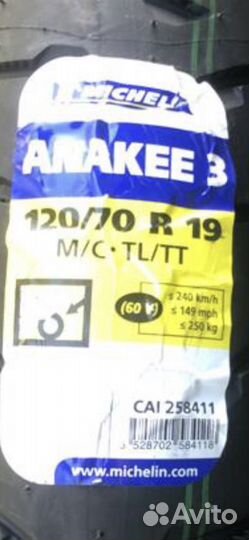 MICHELIN
ANAKEE 3
120/70 R 19
M/C · TL/TT
(60 V)
≤ 240 km/h
≤ 149 mph
≤ 250 kg
CAI 258411
3 528702 584118
www.michelin.com
Avito